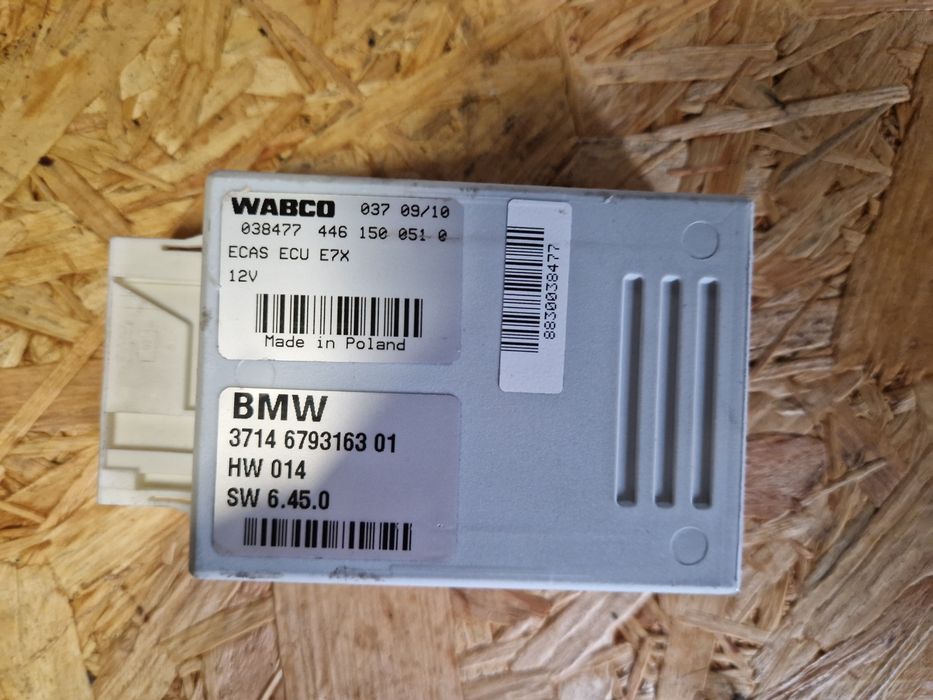 WABCO 037 09/10
038477 446 150 051 0
ECAS ECU E7X
12V
Made in Poland
8830038477
BMW
3714 6793163 01
HW 014
SW 6.45.0